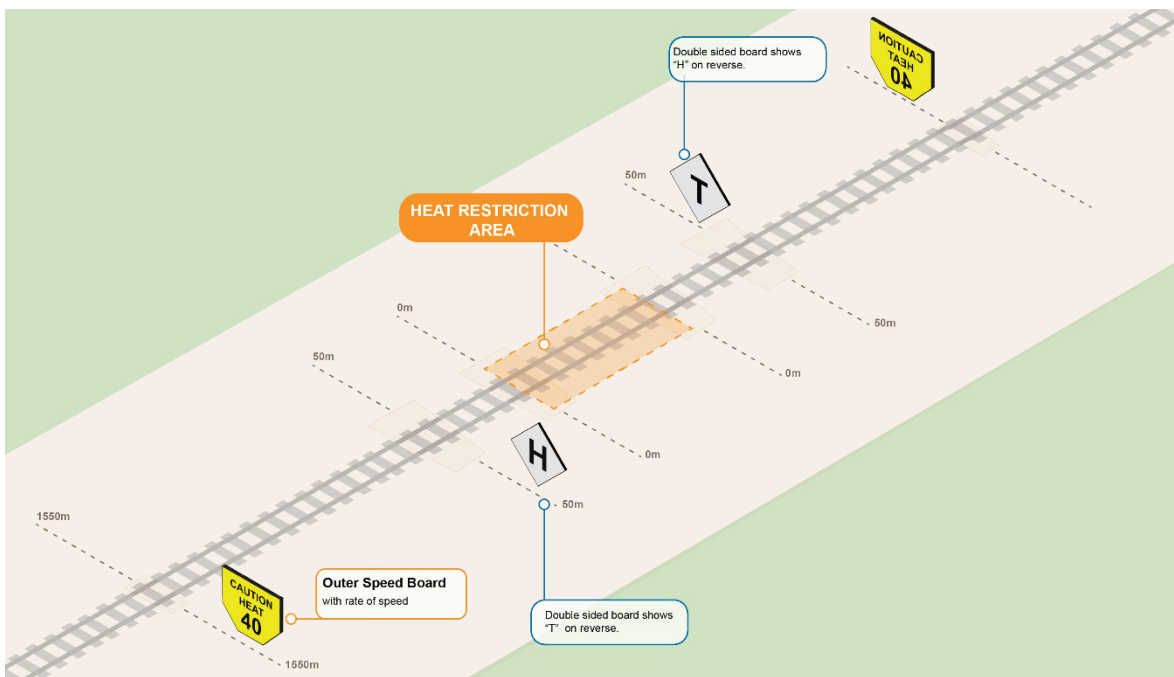 Double sided board shows
"H" on reverse.
CAUTION
HEAT
40
50m
T
HEAT RESTRICTION
AREA
0m
50m
50m
0m
H
0m
50m
1550m
CAUTION
HEAT
40
Outer Speed Board
with rate of speed
Double sided board shows
"T" on reverse.
1550m